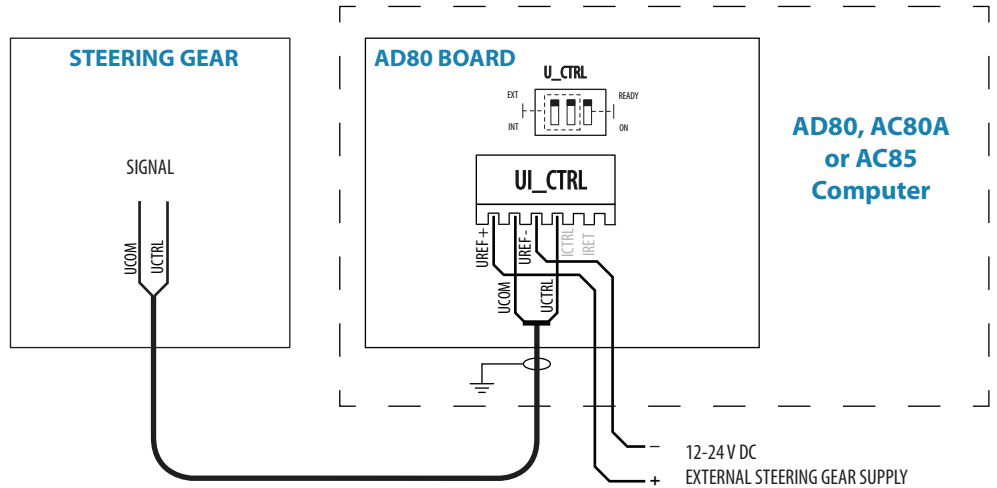 STEERING GEAR
SIGNAL
UCOM
UCTRL
AD80 BOARD
U_CTRL
EXT
INT
READY
ON
UI_CTRL
UREF+
UCOM
UREF-
UCTRL
ICTRL
IRET
AD80, AC80A
or AC85
Computer
– 12-24 V DC
+ EXTERNAL STEERING GEAR SUPPLY